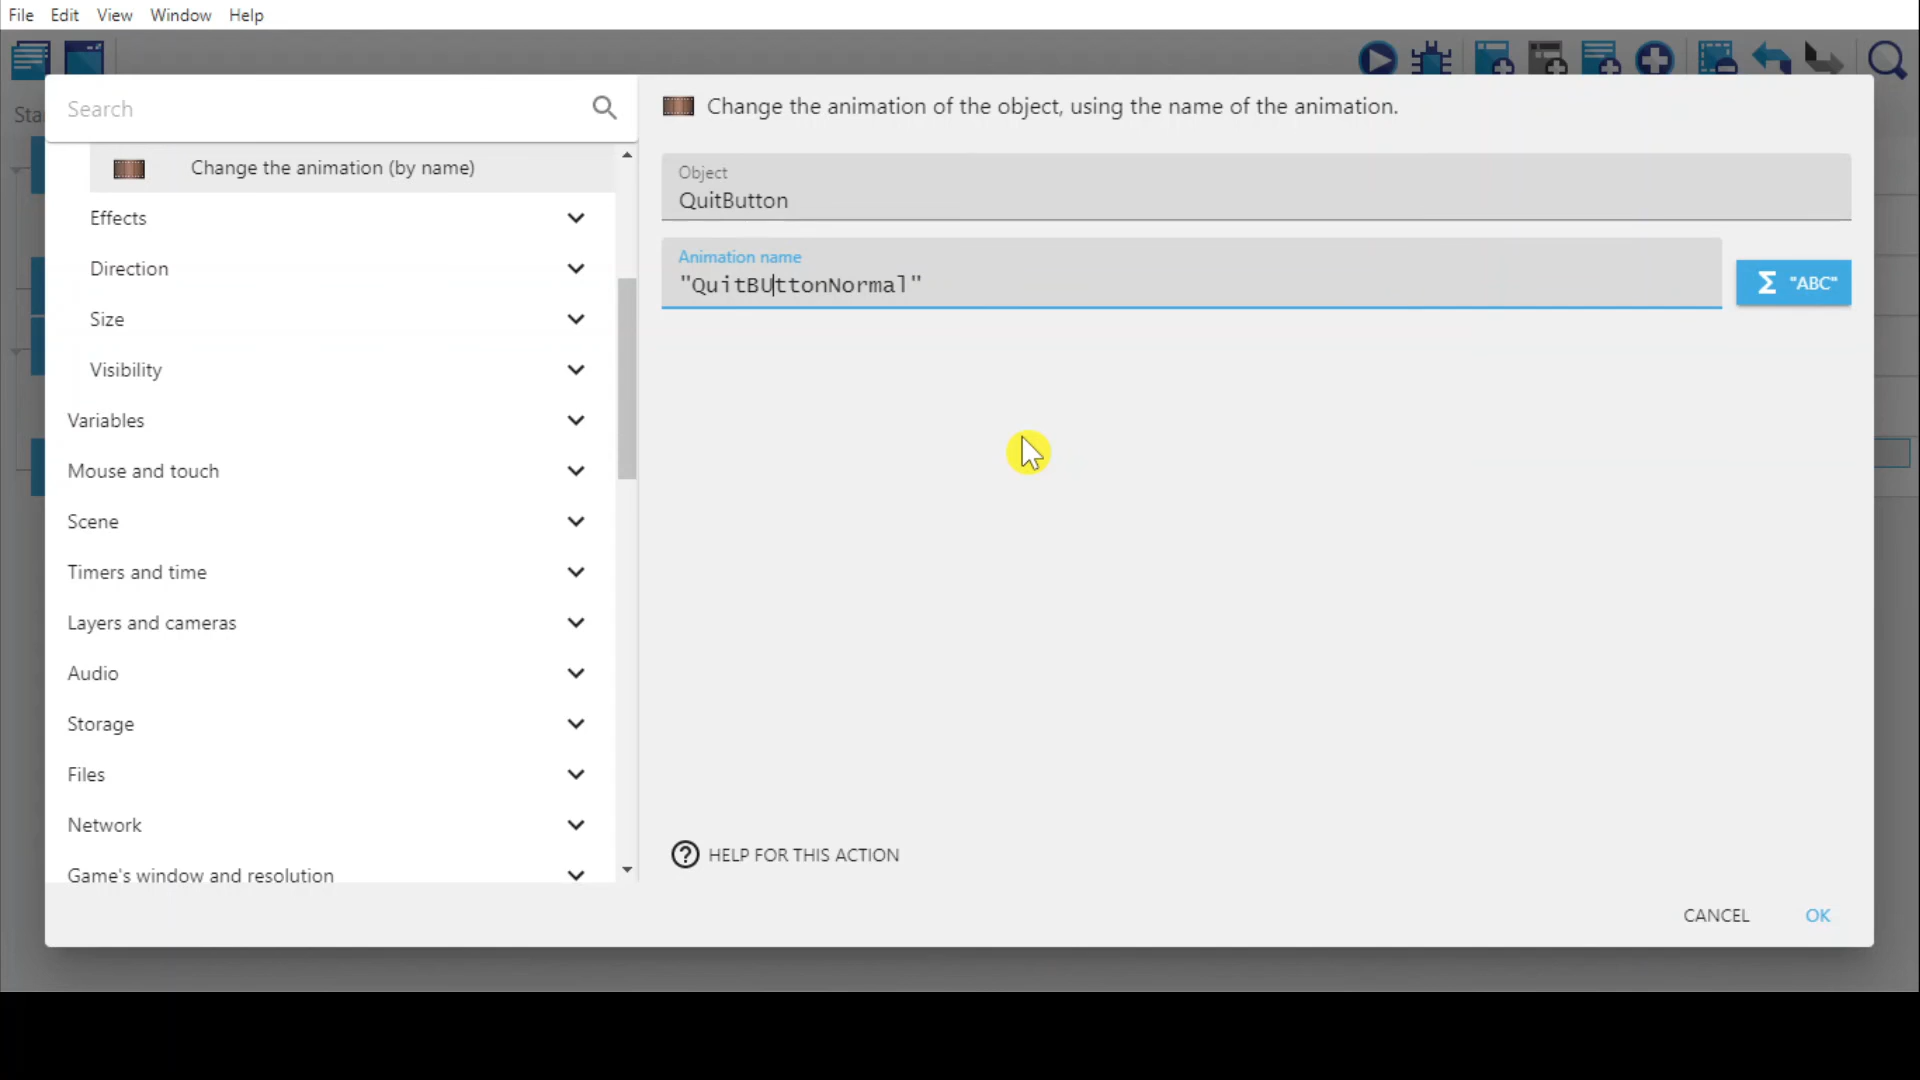 File Edit View Window Help
Sta
Search
Change the animation (by name)
Effects
Direction
Size
Visibility
Variables
Mouse and touch
Scene
Timers and time
Layers and cameras
Audio
Storage
Files
Network
Game's window and resolution
Change the animation of the object, using the name of the animation.
Object
QuitButton
Animation name
"QuitBUttonNormal"
Σ "ABC"
? HELP FOR THIS ACTION
CANCEL OK